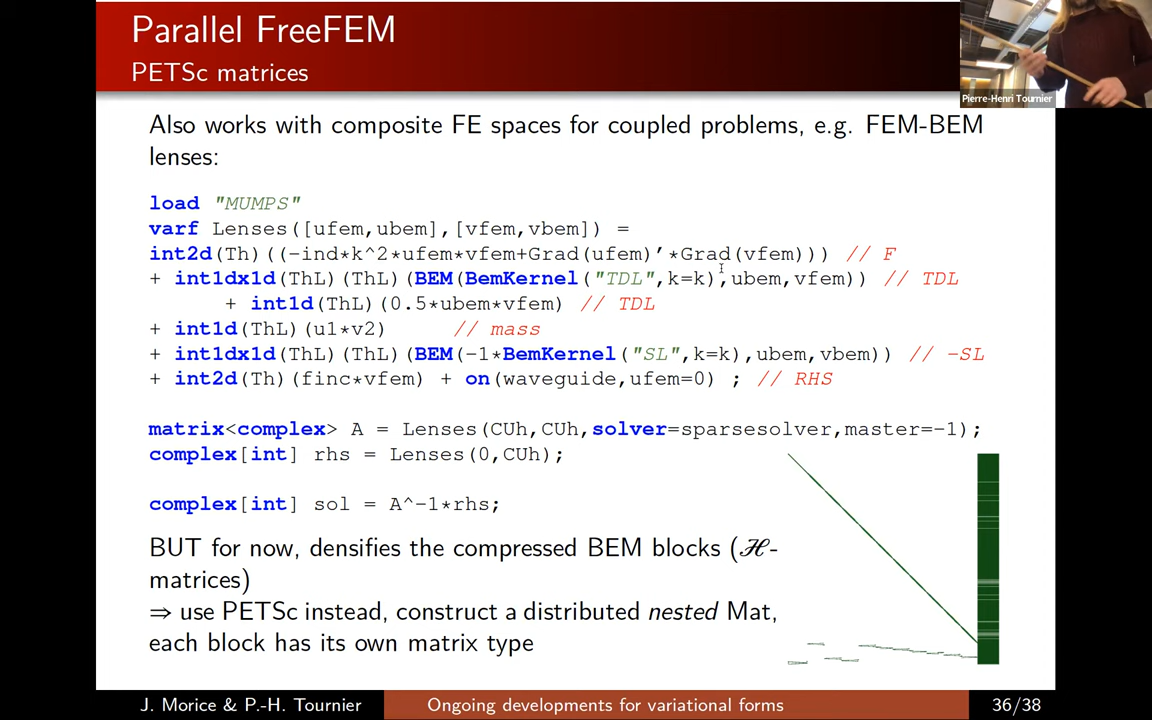 Parallel FreeFEM
PETSc matrices
Pierre-Henri Tournier
Also works with composite FE spaces for coupled problems, e.g. FEM-BEM
lenses:
load "MUMPS"
varf Lenses([ufem,ubem],[vfem,vbem]) =
int2d(Th)((-ind*k^2*ufem*vfem+Grad(ufem)'*Grad(vfem))) // F
+ int1dx1d(ThL)(ThL)(BEM(BemKernel("TDL",k=k),ubem,vfem)) // TDL
+ int1d(ThL)(0.5*ubem*vfem) // TDL
+ int1d(ThL)(u1*v2) // mass
+ int1dx1d(ThL)(ThL)(BEM(-1*BemKernel("SL",k=k),ubem,vbem)) // -SL
+ int2d(Th)(finc*vfem) + on(waveguide,ufem=0) ; // RHS
matrix<complex> A = Lenses(CUh,CUh,solver=sparsesolver,master=-1);
complex[int] rhs = Lenses(0,CUh);
complex[int] sol = A^-1*rhs;
BUT for now, densifies the compressed BEM blocks (ℋ-
matrices)
⇒ use PETSc instead, construct a distributed nested Mat,
each block has its own matrix type
J. Morice & P.-H. Tournier
Ongoing developments for variational forms
36/38